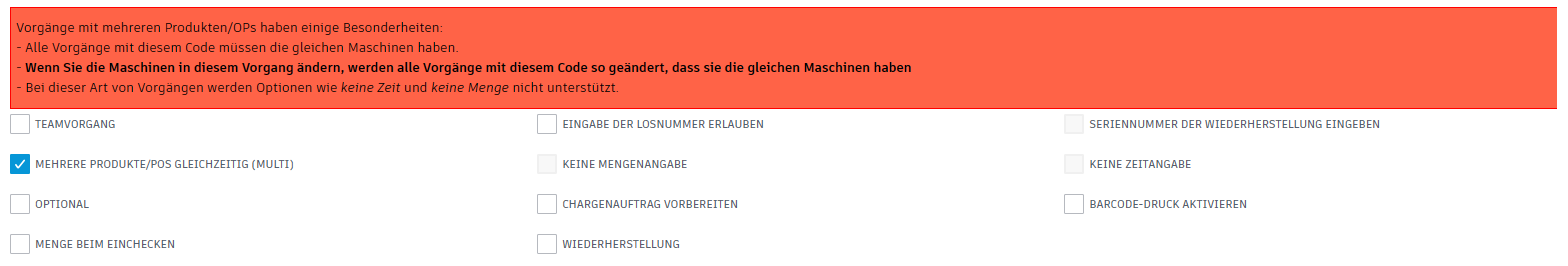 Vorgänge mit mehreren Produkten/OPs haben einige Besonderheiten:
- Alle Vorgänge mit diesem Code müssen die gleichen Maschinen haben.
- Wenn Sie die Maschinen in diesem Vorgang ändern, werden alle Vorgänge mit diesem Code so geändert, dass sie die gleichen Maschinen haben
- Bei dieser Art von Vorgängen werden Optionen wie keine Zeit und keine Menge nicht unterstützt.
TEAMVORGANG EINGABE DER LOSNUMMER ERLAUBEN SERIENNUMMER DER WIEDERHERSTELLUNG EINGEBEN
MEHRERE PRODUKTE/POS GLEICHZEITIG (MULTI) KEINE MENGENANGABE KEINE ZEITANGABE
OPTIONAL CHARGENAUFTRAG VORBEREITEN BARCODE-DRUCK AKTIVIEREN
MENGE BEIM EINCHECKEN WIEDERHERSTELLUNG